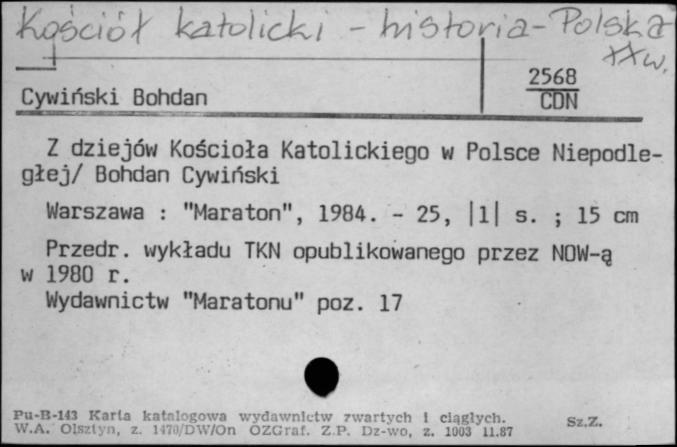 Kościół katolicki - historia - Polska
XX w.
2568
Cywiński Bohdan
CDN
Z dziejów Kościoła Katolickiego w Polsce Niepodle-
głej/ Bohdan Cywiński
Warszawa : "Maraton", 1984. - 25, |1| s. ; 15 cm
Przedr. wykładu TKN opublikowanego przez NOW-ą
w 1980 r.
Wydawnictw "Maratonu" poz. 17
Pu-B-143 Karta katalogowa wydawnictw zwartych i ciągłych.
Sz.Z.
W.A. Olsztyn, z. 1470/DW/On OZGraf. Z.P. Dz-wo, z. 1003 11.87